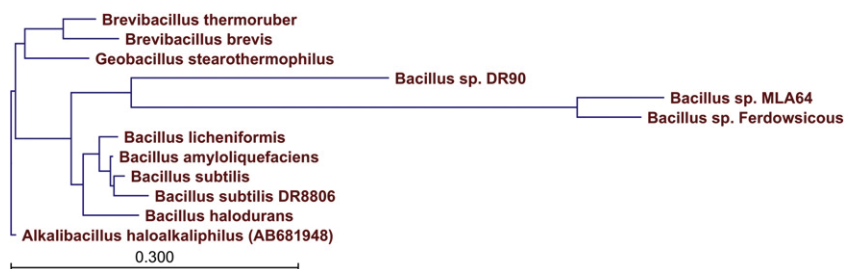 Brevibacillus thermoruber
Brevibacillus brevis
Geobacillus stearothermophilus
Bacillus sp. DR90
Bacillus sp. MLA64
Bacillus sp. Ferdowsicous
Bacillus licheniformis
Bacillus amyloliquefaciens
Bacillus subtilis
Bacillus subtilis DR8806
Bacillus halodurans
Alkalibacillus haloalkaliphilus (AB681948)
0.300